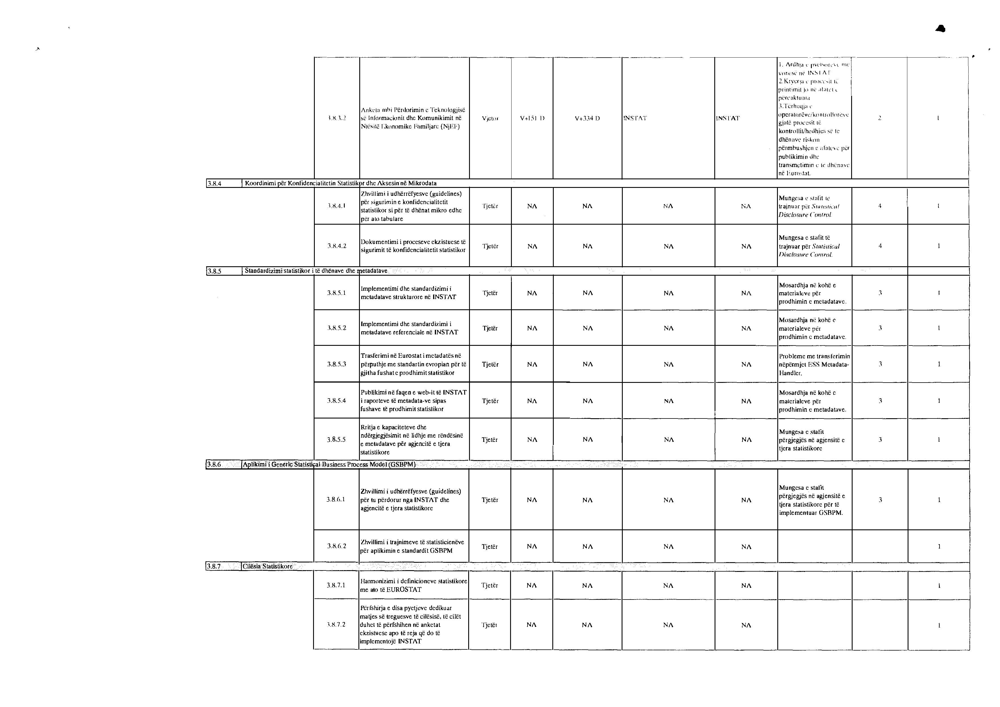 1. Ardhja e pyetsorëve me
vonesë në INSTAT
2.Kryerja e procesit të
printimit jo në afatet e
përcaktuara
3.Tërheqja e
operatorëve/kontrollorëve
gjatë procesit të
kontrollit/hedhjes së te
dhënave riskon
përmbushjen e afateve për
publikimin dhe
transmetimin e te dhënave
në Eurostat.
3.8.3.2
Anketa mbi Përdorimin e Teknologjisë
së Informacionit dhe Komunikimit në
Njësitë Ekonomike Familjare (NjEF)
Vjetor V+151 D V+334 D INSTAT INSTAT 2 1
3.8.4 Koordinimi për Konfidencialitetin Statistikor dhe Aksesin në Mikrodata
3.8.4.1
Zhvillimi i udhërrëfyesve (guidelines)
për sigurimin e konfidencialitetit
statistikor si për të dhënat mikro edhe
për ato tabulare
Tjetër NA NA NA NA
Mungesa e stafit të
trajnuar për Statistical
Disclosure Control.
4 1
3.8.4.2
Dokumentimi i proceseve ekzistuese të
sigurimit të konfidencialitetit statistikor
Tjetër NA NA NA NA
Mungesa e stafit të
trajnuar për Statistical
Disclosure Control.
4 1
3.8.5 Standardizimi statistikor i të dhënave dhe metadatave
3.8.5.1
Implementimi dhe standardizimi i
metadatave strukturore në INSTAT
Tjetër NA NA NA NA
Mosardhja në kohë e
materialeve për
prodhimin e metadatave.
3 1
3.8.5.2
Implementimi dhe standardizimi i
metadatave referenciale në INSTAT
Tjetër NA NA NA NA
Mosardhja në kohë e
materialeve për
prodhimin e metadatave.
3 1
3.8.5.3
Trasferimi në Eurostat i metadatës në
përputhje me standartin evropian për të
gjitha fushat e prodhimit statistikor
Tjetër NA NA NA NA
Probleme me transferimin
nëpërmjet ESS Metadata-
Handler.
3 1
3.8.5.4
Publikimi në faqen e web-it të INSTAT
i raporteve të metadata-ve sipas
fushave të prodhimit statistikor
Tjetër NA NA NA NA
Mosardhja në kohë e
materialeve për
prodhimin e metadatave.
3 1
3.8.5.5
Rritja e kapaciteteve dhe
ndërgjegjësimit në lidhje me rëndësinë
e metadatave për agjencitë e tjera
statistikore
Tjetër NA NA NA NA
Mungesa e stafit
përgjegjës në agjensitë e
tjera statistikore
3 1
3.8.6 Aplikimi i Generic Statistical Business Process Model (GSBPM)
3.8.6.1
Zhvillimi i udhërrëfyesve (guidelines)
për tu përdorur nga INSTAT dhe
agjencitë e tjera statistikore
Tjetër NA NA NA NA
Mungesa e stafit
përgjegjës në agjensitë e
tjera statistikore për të
implementuar GSBPM.
3 1
3.8.6.2
Zhvillimi i trajnimeve të statisticienëve
për aplikimin e standardit GSBPM
Tjetër NA NA NA NA 1
3.8.7 Cilësia Statistikore
3.8.7.1
Harmonizimi i definicioneve statistikore
me ato të EUROSTAT
Tjetër NA NA NA NA 1
3.8.7.2
Përfshirja e disa pyetjeve dedikuar
matjes së treguesve të cilësisë, të cilët
duhet të përfshihen në anketat
ekzistuese apo të reja që do të
implementojë INSTAT
Tjetër NA NA NA NA 1